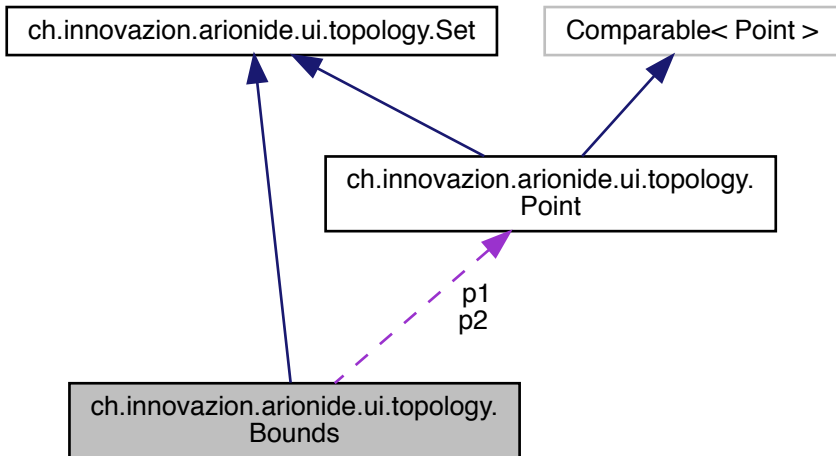 ch.innovazion.arionide.ui.topology.Set
Comparable< Point >
ch.innovazion.arionide.ui.topology.
Point
p1
p2
ch.innovazion.arionide.ui.topology.
Bounds